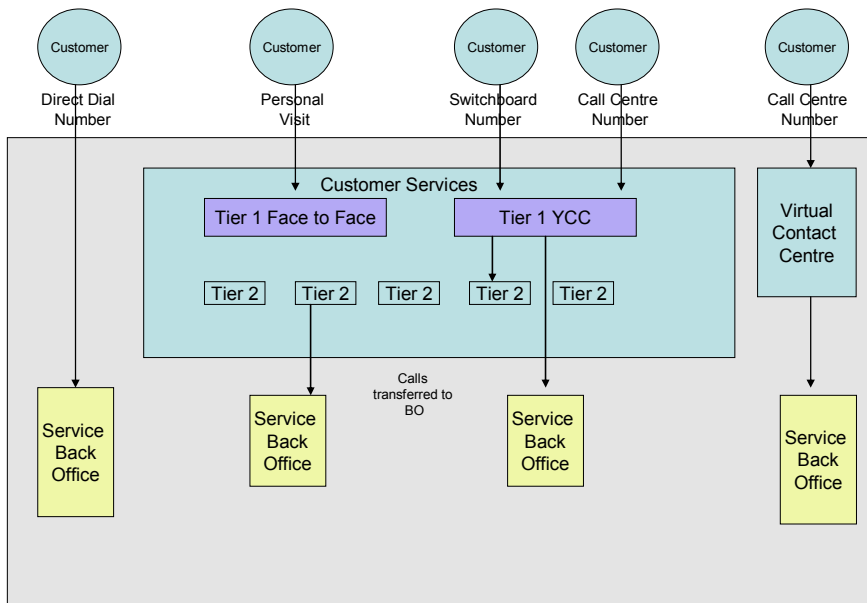 Customer
Customer
Customer
Customer
Customer
Direct Dial
Number
Personal
Visit
Switchboard
Number
Call Centre
Number
Call Centre
Number
Customer Services
Tier 1 Face to Face
Tier 1 YCC
Virtual
Contact
Centre
Tier 2
Tier 2
Tier 2
Tier 2
Tier 2
Calls
transferred to
BO
Service
Back
Office
Service
Back
Office
Service
Back
Office
Service
Back
Office